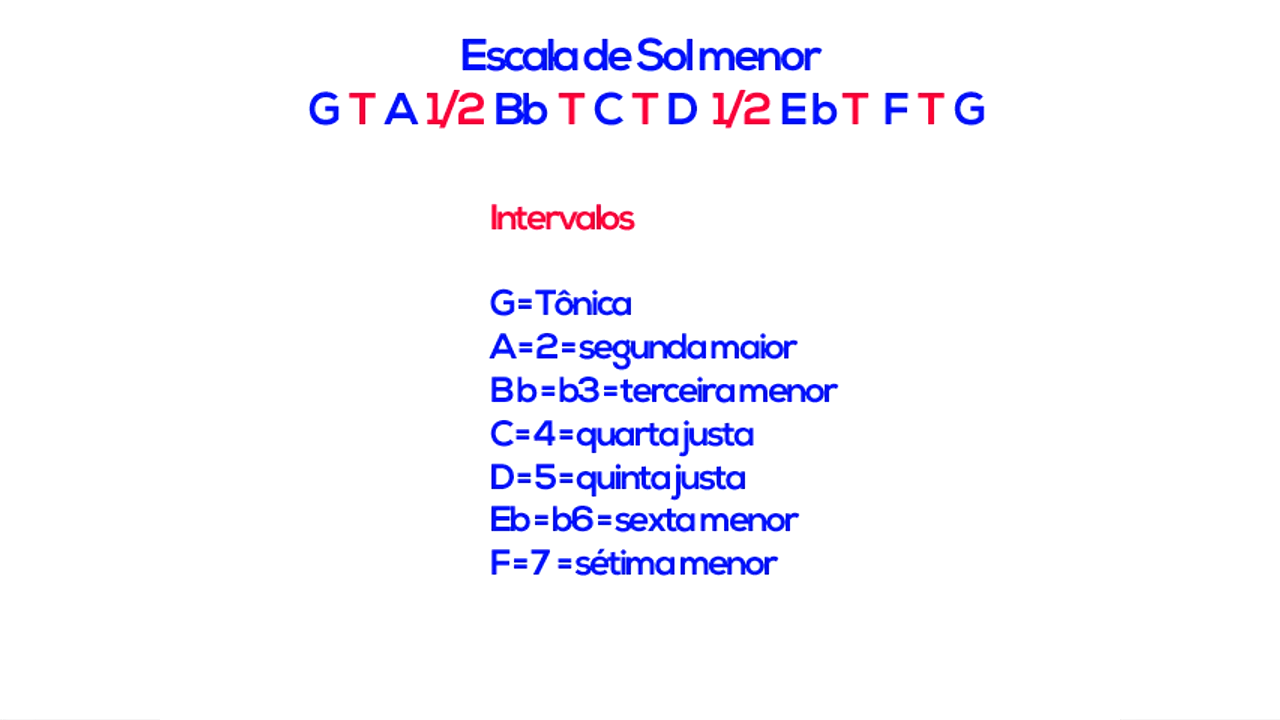 Escala de Sol menor
G T A 1/2 Bb T C T D 1/2 Eb T F T G
Intervalos
G = Tônica
A = 2 = segunda maior
Bb = b3 = terceira menor
C = 4 = quarta justa
D = 5 = quinta justa
Eb = b6 = sexta menor
F = 7 = sétima menor